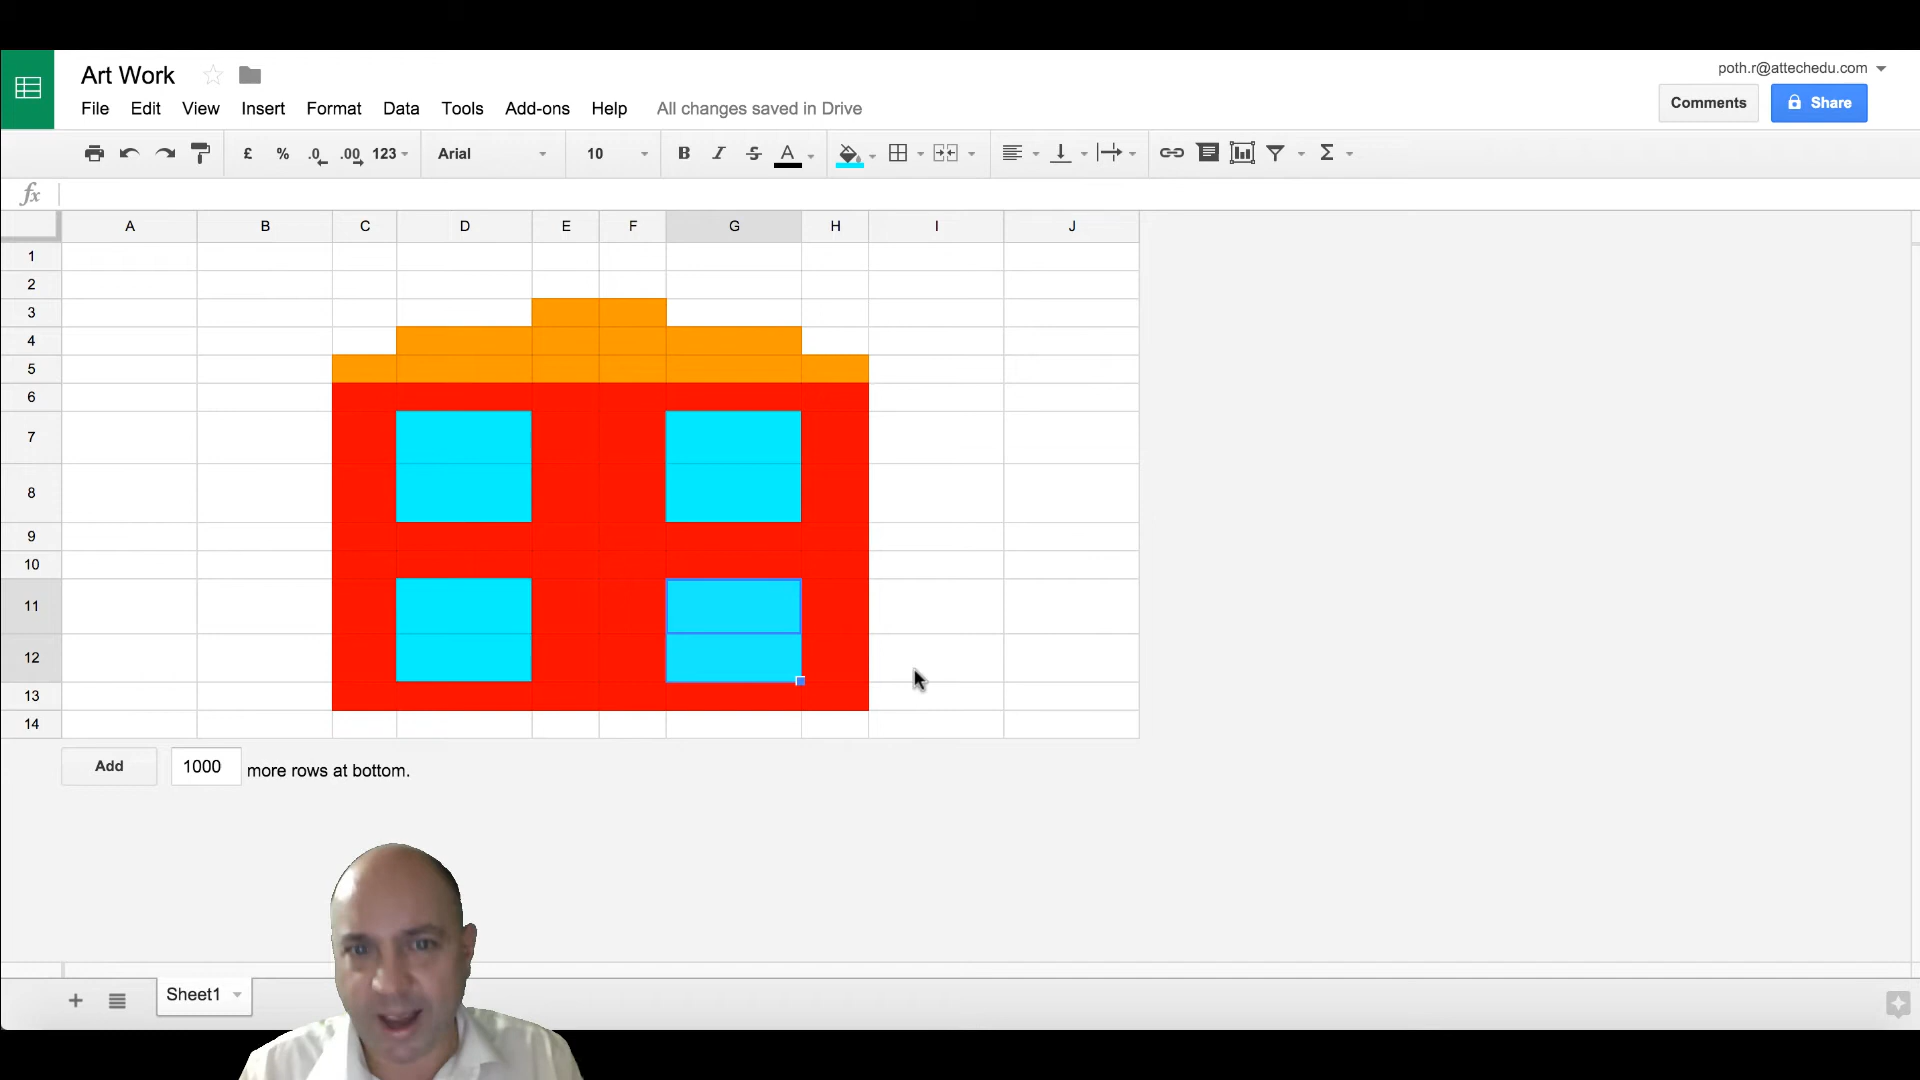 Art Work
poth.r@attechedu.com
File Edit View Insert Format Data Tools Add-ons Help All changes saved in Drive
Comments Share
£ % .0 .00 123 Arial 10 B I S A Σ
fx
A B C D E F G H I J
1
2
3
4
5
6
7
8
9
10
11
12
13
14
Add 1000 more rows at bottom.
+ Sheet1